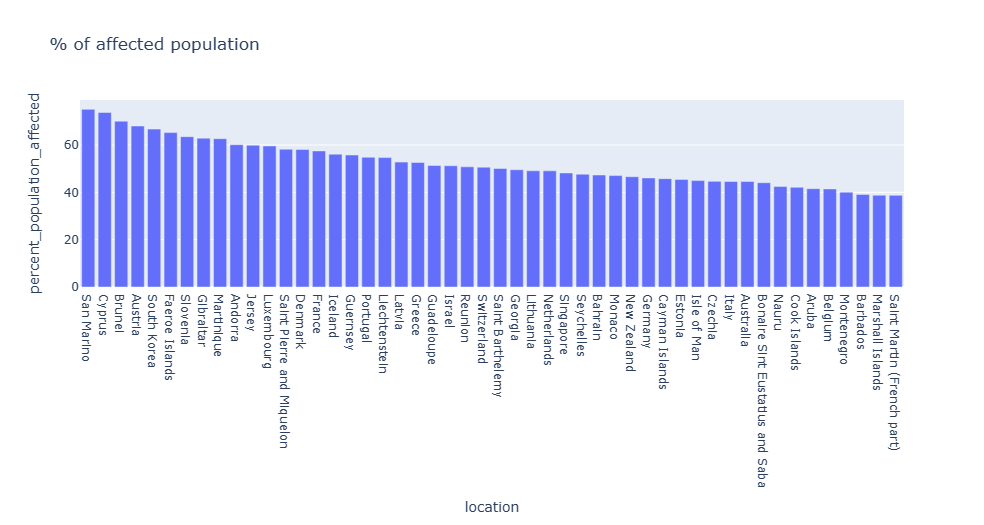 % of affected population
percent_population_affected
60
40
20
0
San Marino
Cyprus
Brunei
Austria
South Korea
Faeroe Islands
Slovenia
Gibraltar
Martinique
Andorra
Jersey
Luxembourg
Saint Pierre and Miquelon
Denmark
France
Iceland
Guernsey
Portugal
Liechtenstein
Latvia
Greece
Guadeloupe
Israel
Reunion
Switzerland
Saint Barthelemy
Georgia
Lithuania
Netherlands
Singapore
Seychelles
Bahrain
Monaco
New Zealand
Germany
Cayman Islands
Estonia
Isle of Man
Czechia
Italy
Australia
Bonaire Sint Eustatius and Saba
Nauru
Cook Islands
Aruba
Belgium
Montenegro
Barbados
Marshall Islands
Saint Martin (French part)
location